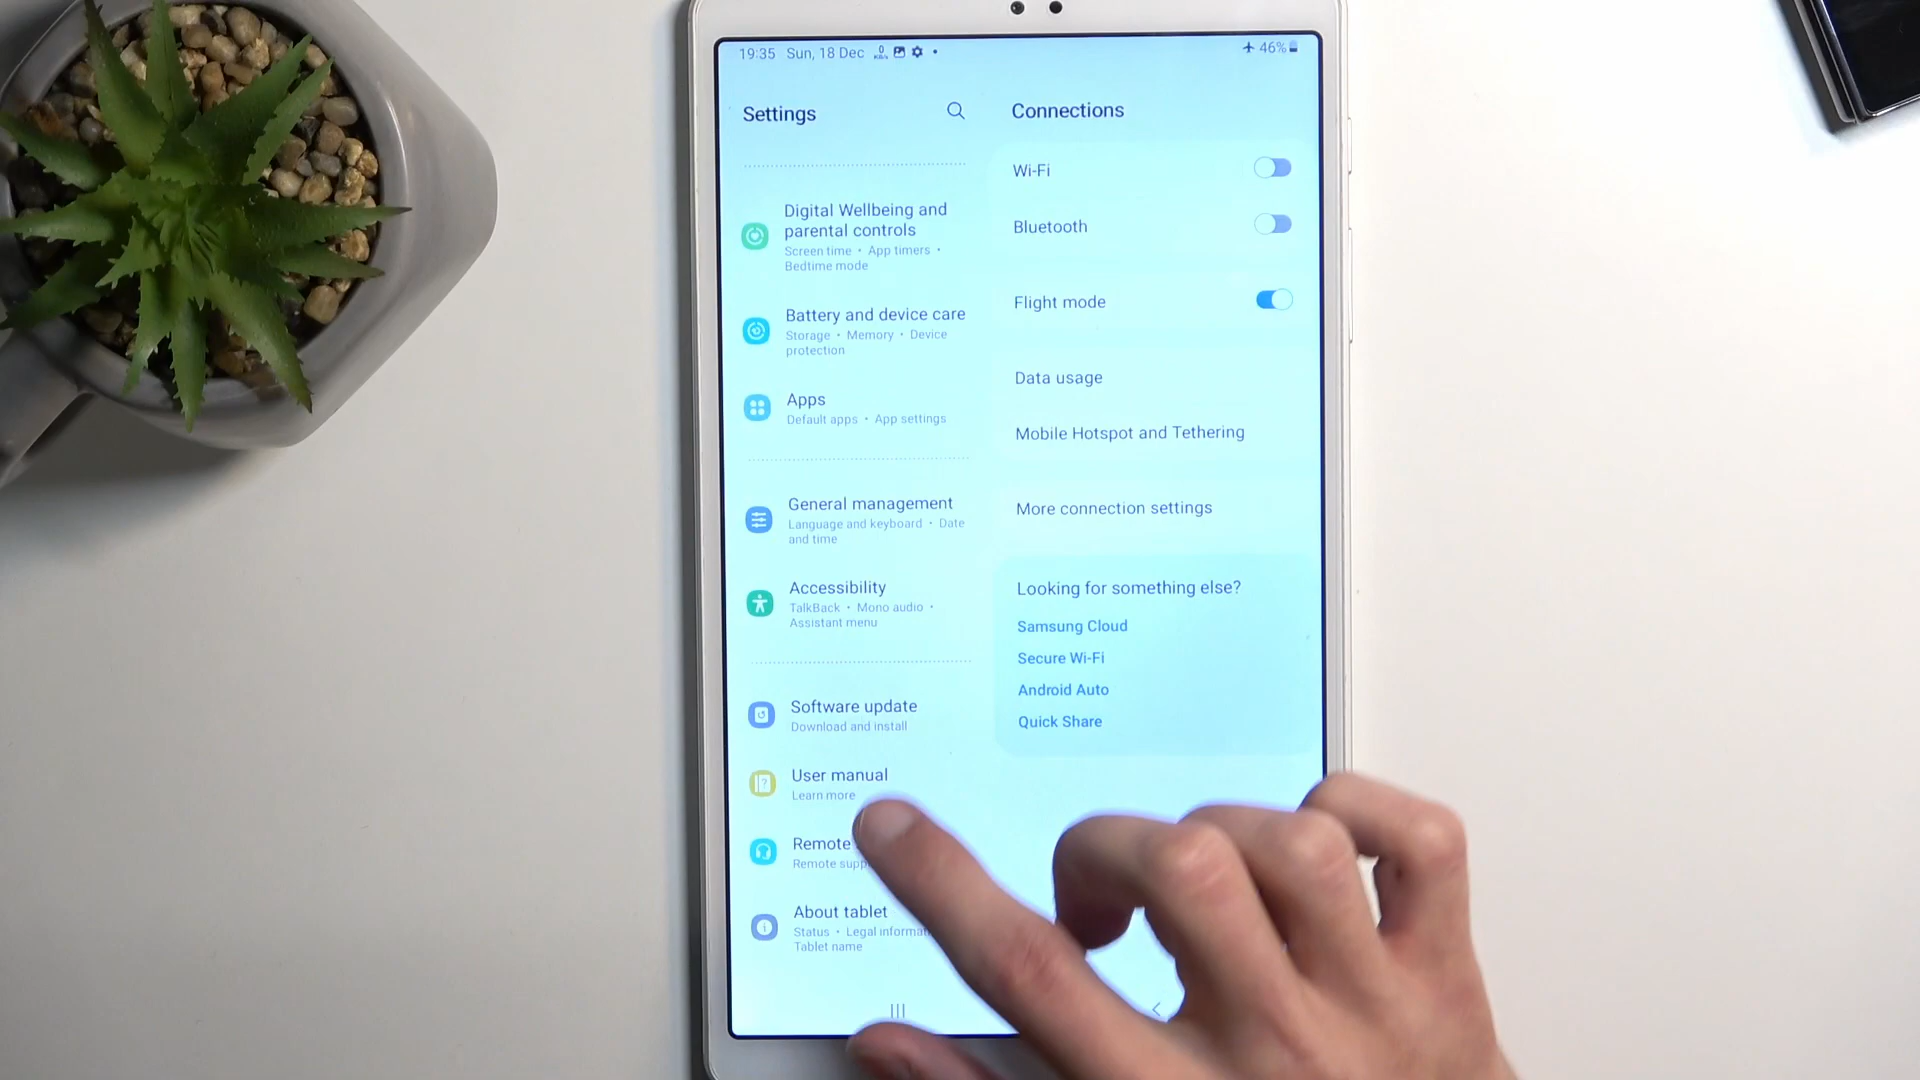 19:35 Sun, 18 Dec
46%
Settings
Digital Wellbeing and
parental controls
Screen time • App timers •
Bedtime mode
Battery and device care
Storage • Memory • Device
protection
Apps
Default apps • App settings
General management
Language and keyboard • Date
and time
Accessibility
TalkBack • Mono audio •
Assistant menu
Software update
Download and install
User manual
Learn more
Remote
Remote
About tablet
Status • Legal
Tablet name
Connections
Wi-Fi
Bluetooth
Flight mode
Data usage
Mobile Hotspot and Tethering
More connection settings
Looking for something else?
Samsung Cloud
Secure Wi-Fi
Android Auto
Quick Share